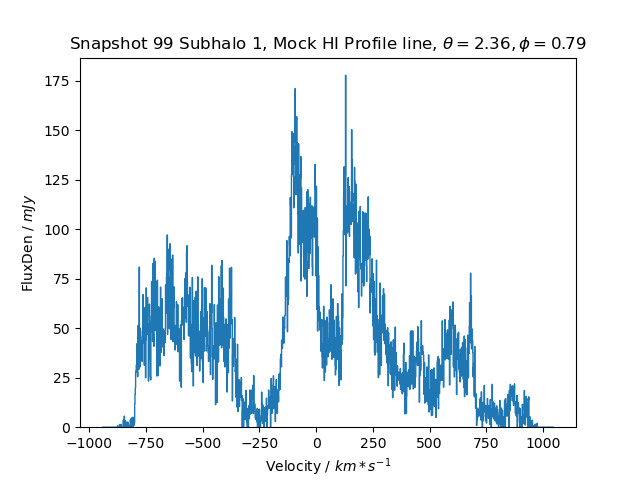 Snapshot 99 Subhalo 1, Mock HI Profile line, θ = 2.36, ϕ = 0.79
FluxDen / mJy
175
150
125
100
75
50
25
0
−1000 −750 −500 −250 0 250 500 750 1000
Velocity / km∗s⁻¹